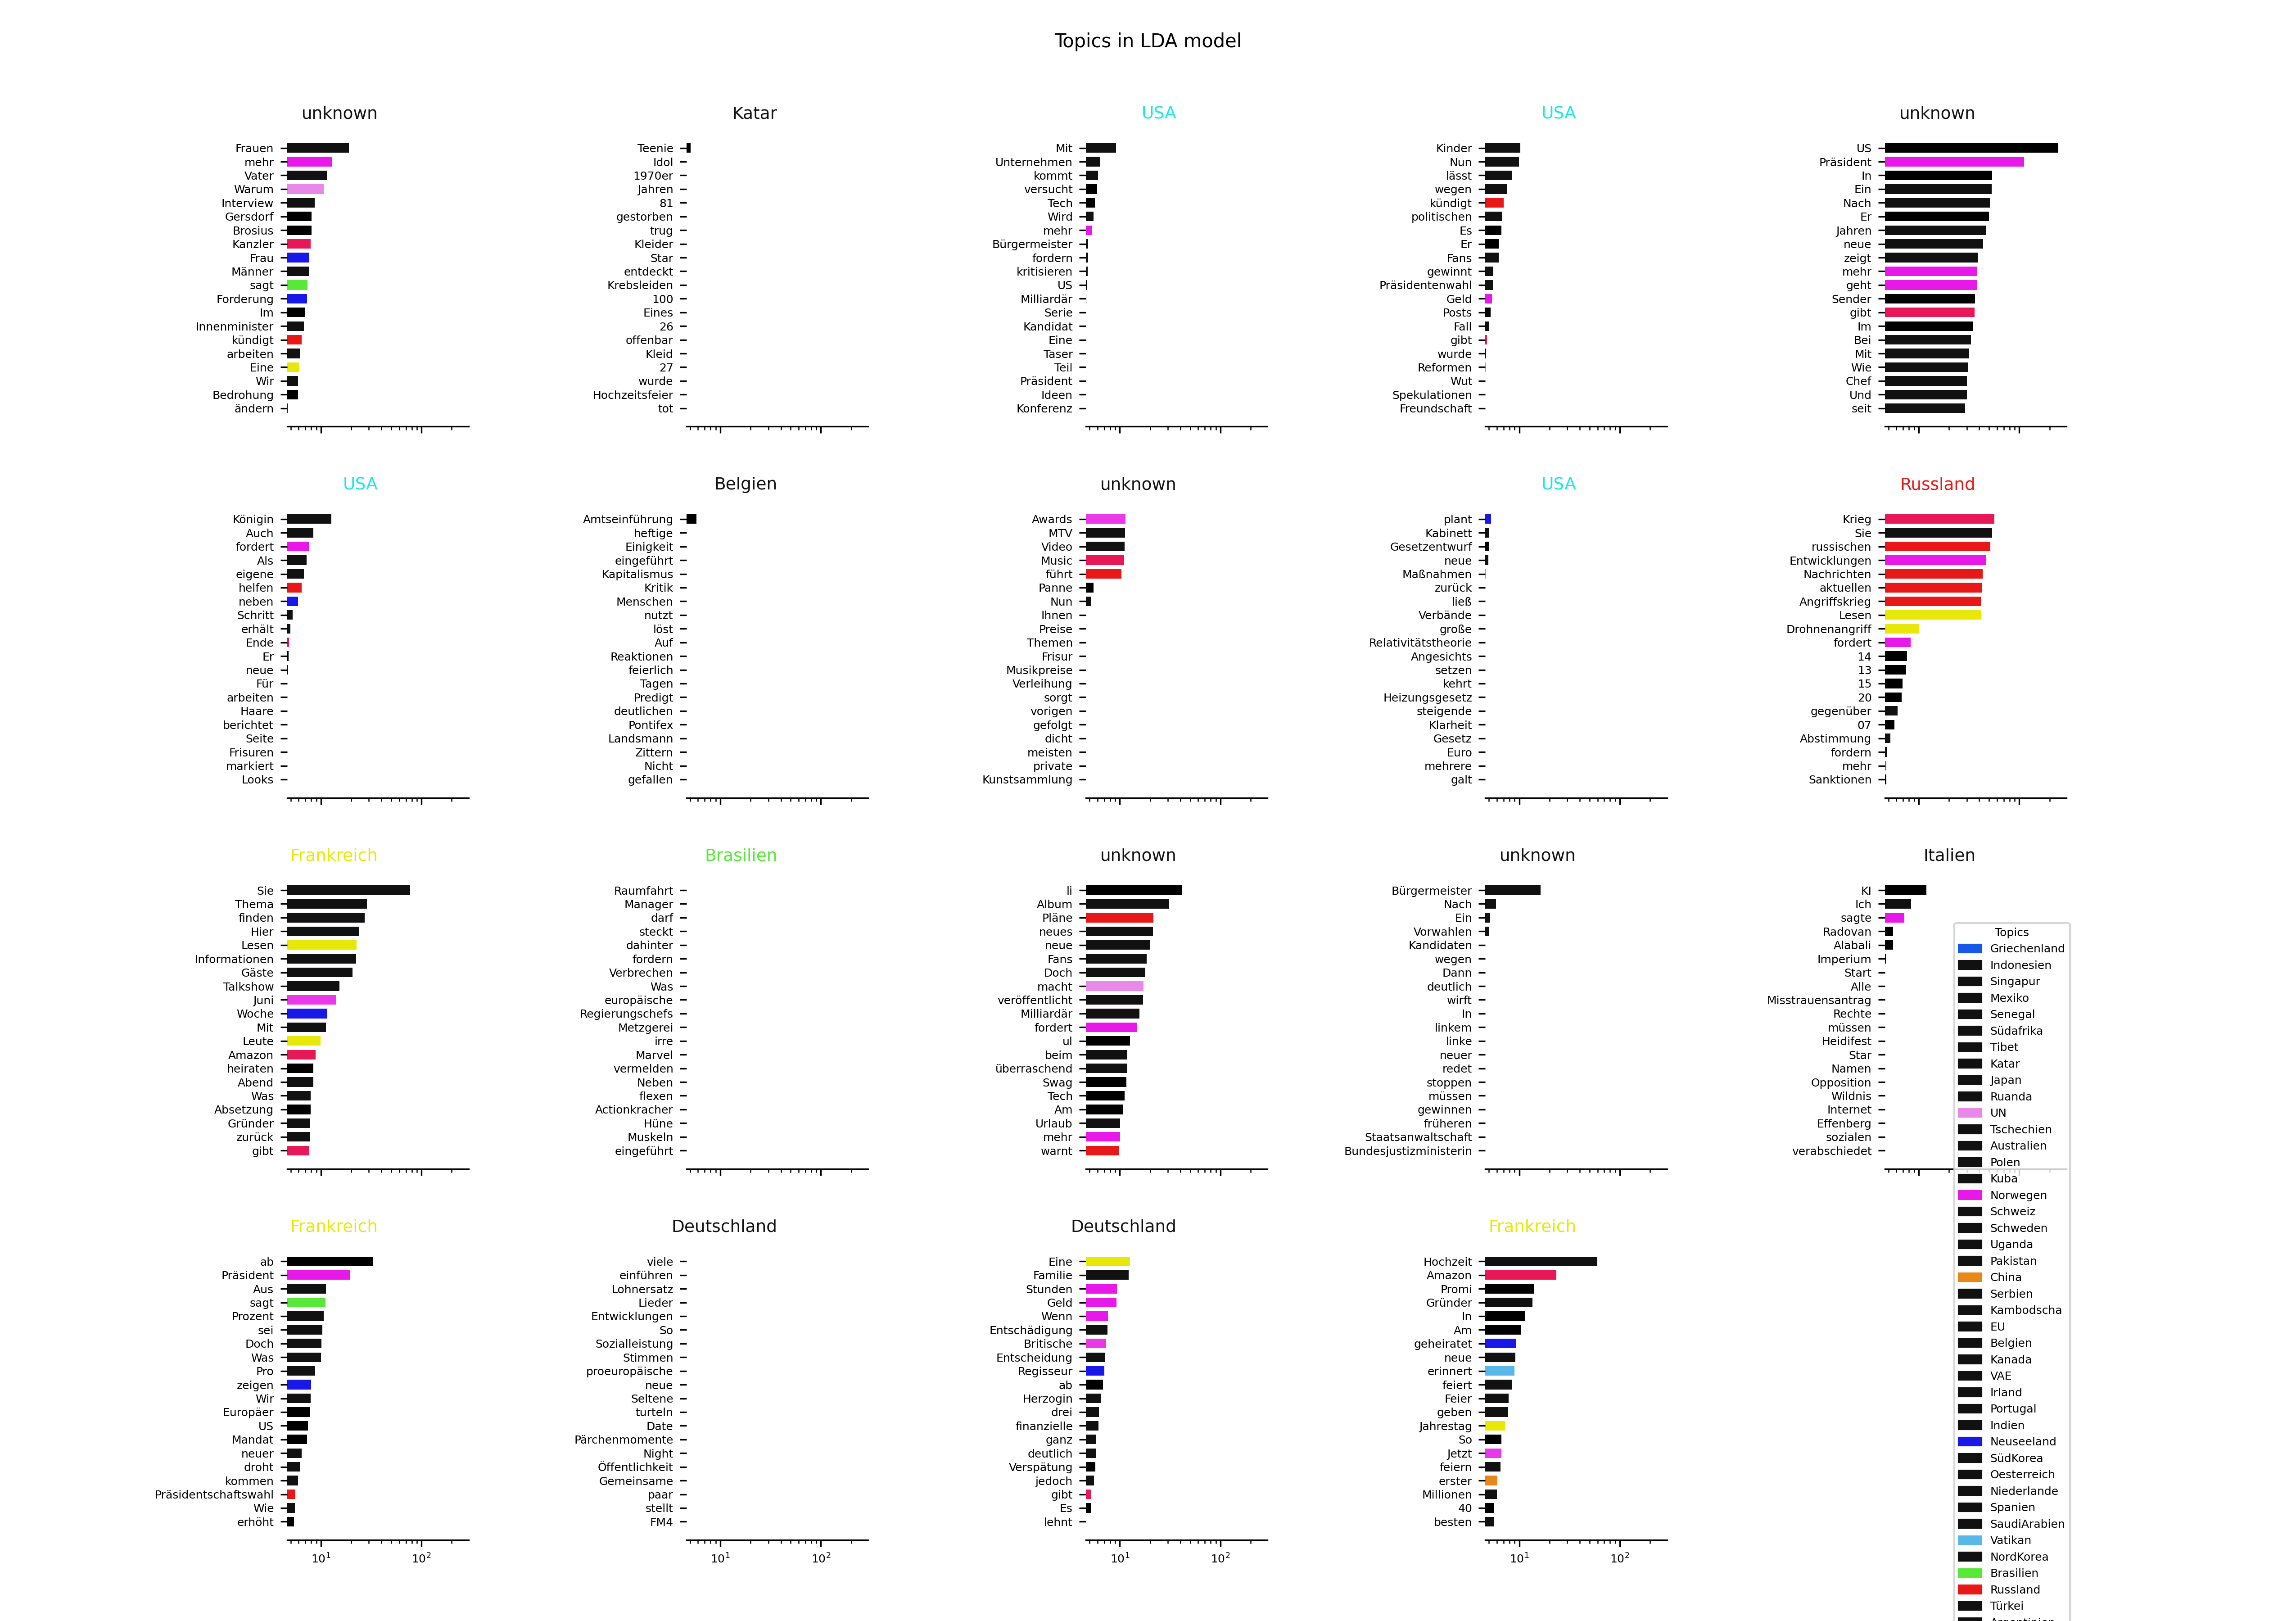 Topics in LDA model
unknown
Frauen
mehr
Vater
Warum
Interview
Gersdorf
Brosius
Kanzler
Frau
Männer
sagt
Forderung
Im
Innenminister
kündigt
arbeiten
Eine
Wir
Bedrohung
ändern
Katar
Teenie
Idol
1970er
Jahren
81
gestorben
trug
Kleider
Star
entdeckt
Krebsleiden
100
Eines
26
offenbar
Kleid
27
wurde
Hochzeitsfeier
tot
USA
Mit
Unternehmen
kommt
versucht
Tech
Wird
mehr
Bürgermeister
fordern
kritisieren
US
Milliardär
Serie
Kandidat
Eine
Taser
Teil
Präsident
Ideen
Konferenz
USA
Kinder
Nun
lässt
wegen
kündigt
politischen
Es
Er
Fans
gewinnt
Präsidentenwahl
Geld
Posts
Fall
gibt
wurde
Reformen
Wut
Spekulationen
Freundschaft
unknown
US
Präsident
In
Ein
Nach
Er
Jahren
neue
zeigt
mehr
geht
Sender
gibt
Im
Bei
Mit
Wie
Chef
Und
seit
USA
Königin
Auch
fordert
Als
eigene
helfen
neben
Schritt
erhält
Ende
Er
neue
Für
arbeiten
Haare
berichtet
Seite
Frisuren
markiert
Looks
Belgien
Amtseinführung
heftige
Einigkeit
eingeführt
Kapitalismus
Kritik
Menschen
nutzt
löst
Auf
Reaktionen
feierlich
Tagen
Predigt
deutlichen
Pontifex
Landsmann
Zittern
Nicht
gefallen
unknown
Awards
MTV
Video
Music
führt
Panne
Nun
Ihnen
Preise
Themen
Frisur
Musikpreise
Verleihung
sorgt
vorigen
gefolgt
dicht
meisten
private
Kunstsammlung
USA
plant
Kabinett
Gesetzentwurf
neue
Maßnahmen
zurück
ließ
Verbände
große
Relativitätstheorie
Angesichts
setzen
kehrt
Heizungsgesetz
steigende
Klarheit
Gesetz
Euro
mehrere
galt
Russland
Krieg
Sie
russischen
Entwicklungen
Nachrichten
aktuellen
Angriffskrieg
Lesen
Drohnenangriff
fordert
14
13
15
20
gegenüber
07
Abstimmung
fordern
mehr
Sanktionen
Frankreich
Sie
Thema
finden
Hier
Lesen
Informationen
Gäste
Talkshow
Juni
Woche
Mit
Leute
Amazon
heiraten
Abend
Was
Absetzung
Gründer
zurück
gibt
Brasilien
Raumfahrt
Manager
darf
steckt
dahinter
fordern
Verbrechen
Was
europäische
Regierungschefs
Metzgerei
irre
Marvel
vermelden
Neben
flexen
Actionkracher
Hüne
Muskeln
eingeführt
unknown
li
Album
Pläne
neues
neue
Fans
Doch
macht
veröffentlicht
Milliardär
fordert
ul
beim
überraschend
Swag
Tech
Am
Urlaub
mehr
warnt
unknown
Bürgermeister
Nach
Ein
Vorwahlen
Kandidaten
wegen
Dann
deutlich
wirft
In
linkem
linke
neuer
redet
stoppen
müssen
gewinnen
früheren
Staatsanwaltschaft
Bundesjustizministerin
Italien
KI
Ich
sagte
Radovan
Alabali
Imperium
Start
Alle
Misstrauensantrag
Rechte
müssen
Heidifest
Star
Namen
Opposition
Wildnis
Internet
Effenberg
sozialen
verabschiedet
Frankreich
ab
Präsident
Aus
sagt
Prozent
sei
Doch
Was
Pro
zeigen
Wir
Europäer
US
Mandat
neuer
droht
kommen
Präsidentschaftswahl
Wie
erhöht
10¹ 10²
Deutschland
viele
einführen
Lohnersatz
Lieder
Entwicklungen
So
Sozialleistung
Stimmen
proeuropäische
neue
Seltene
turteln
Date
Pärchenmomente
Night
Öffentlichkeit
Gemeinsame
paar
stellt
FM4
10¹ 10²
Deutschland
Eine
Familie
Stunden
Geld
Wenn
Entschädigung
Britische
Entscheidung
Regisseur
ab
Herzogin
drei
finanzielle
ganz
deutlich
Verspätung
jedoch
gibt
Es
lehnt
10¹ 10²
Frankreich
Hochzeit
Amazon
Promi
Gründer
In
Am
geheiratet
neue
erinnert
feiert
Feier
geben
Jahrestag
So
Jetzt
feiern
erster
Millionen
40
besten
10¹ 10²
Topics
Griechenland
Indonesien
Singapur
Mexiko
Senegal
Südafrika
Tibet
Katar
Japan
Ruanda
UN
Tschechien
Australien
Polen
Kuba
Norwegen
Schweiz
Schweden
Uganda
Pakistan
China
Serbien
Kambodscha
EU
Belgien
Kanada
VAE
Irland
Portugal
Indien
Neuseeland
SüdKorea
Oesterreich
Niederlande
Spanien
SaudiArabien
Vatikan
NordKorea
Brasilien
Russland
Türkei